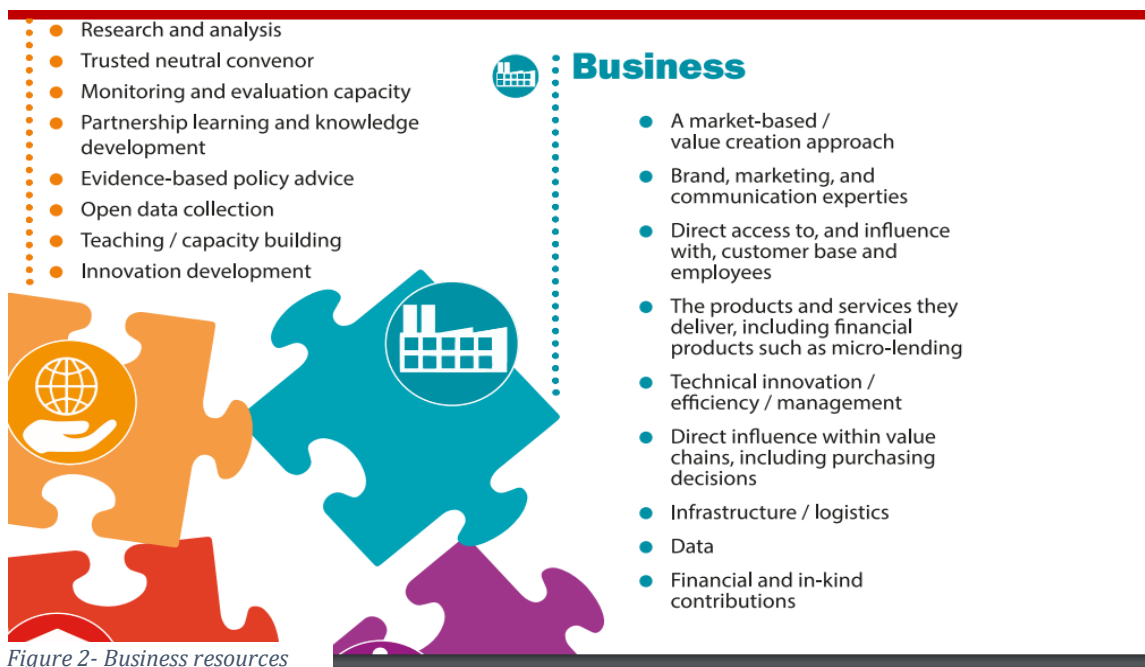 Research and analysis
Trusted neutral convenor
Monitoring and evaluation capacity
Partnership learning and knowledge
development
Evidence-based policy advice
Open data collection
Teaching / capacity building
Innovation development
Business
A market-based /
value creation approach
Brand, marketing, and
communication experties
Direct access to, and influence
with, customer base and
employees
The products and services they
deliver, including financial
products such as micro-lending
Technical innovation /
efficiency / management
Direct influence within value
chains, including purchasing
decisions
Infrastructure / logistics
Data
Financial and in-kind
contributions
Figure 2- Business resources